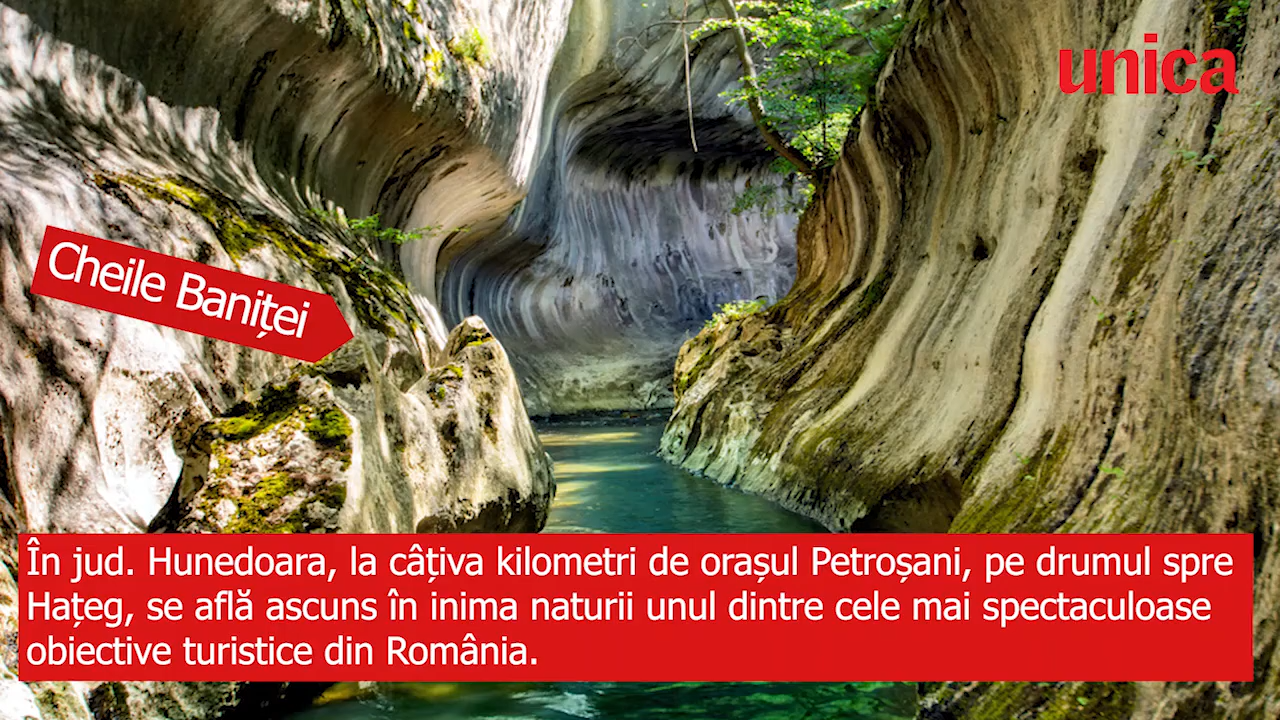 unica
Cheile Baniței
În jud. Hunedoara, la câțiva kilometri de orașul Petroșani, pe drumul spre
Hațeg, se află ascuns în inima naturii unul dintre cele mai spectaculoase
obiective turistice din România.